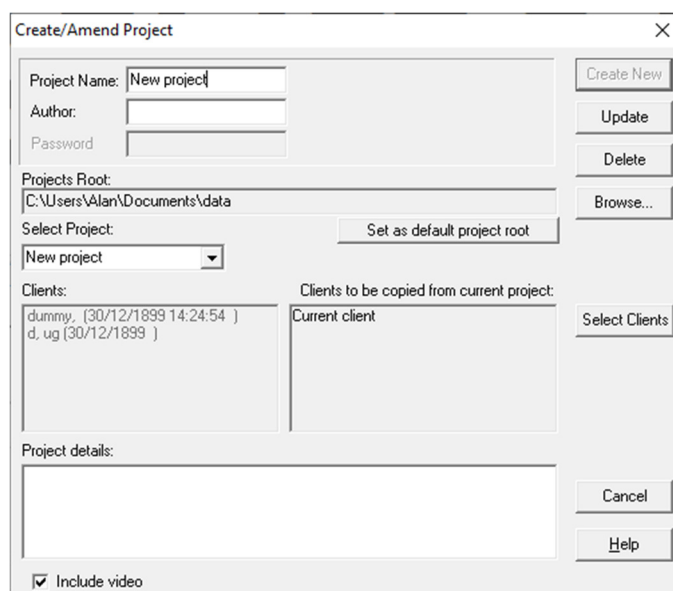 Create/Amend Project
Project Name: New project
Create New
Author:
Update
Password
Delete
Projects Root:
C:\Users\Alan\Documents\data
Browse...
Select Project:
Set as default project root
New project
Clients:
Clients to be copied from current project:
dummy, (30/12/1899 14:24:54 )
d, ug (30/12/1899 )
Current client
Select Clients
Project details:
Cancel
Help
Include video